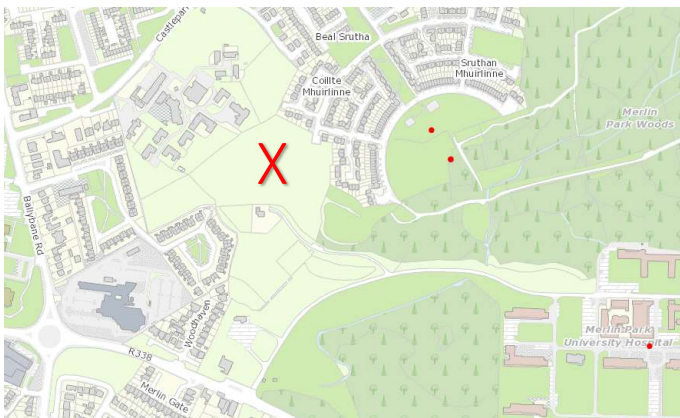 Castlepar
Beal Srutha
Sruthan
Mhuirlinne
Coillte
Mhuirlinne
Merlin
Park Woods
X
Ballybane Rd
Woodhaven
R338
Merlin Gate
Merlin Park
University Hospital